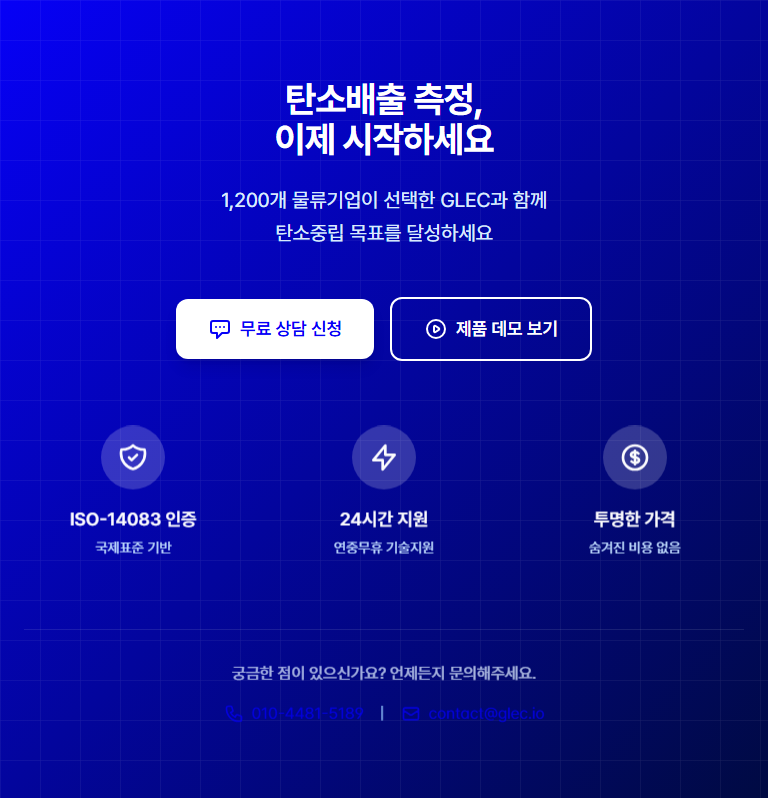 탄소배출 측정,
이제 시작하세요
1,200개 물류기업이 선택한 GLEC과 함께
탄소중립 목표를 달성하세요
무료 상담 신청
제품 데모 보기
ISO-14083 인증
국제표준 기반
24시간 지원
연중무휴 기술지원
투명한 가격
숨겨진 비용 없음
궁금한 점이 있으신가요? 언제든지 문의해주세요.
010-4481-5189 | contact@glec.io